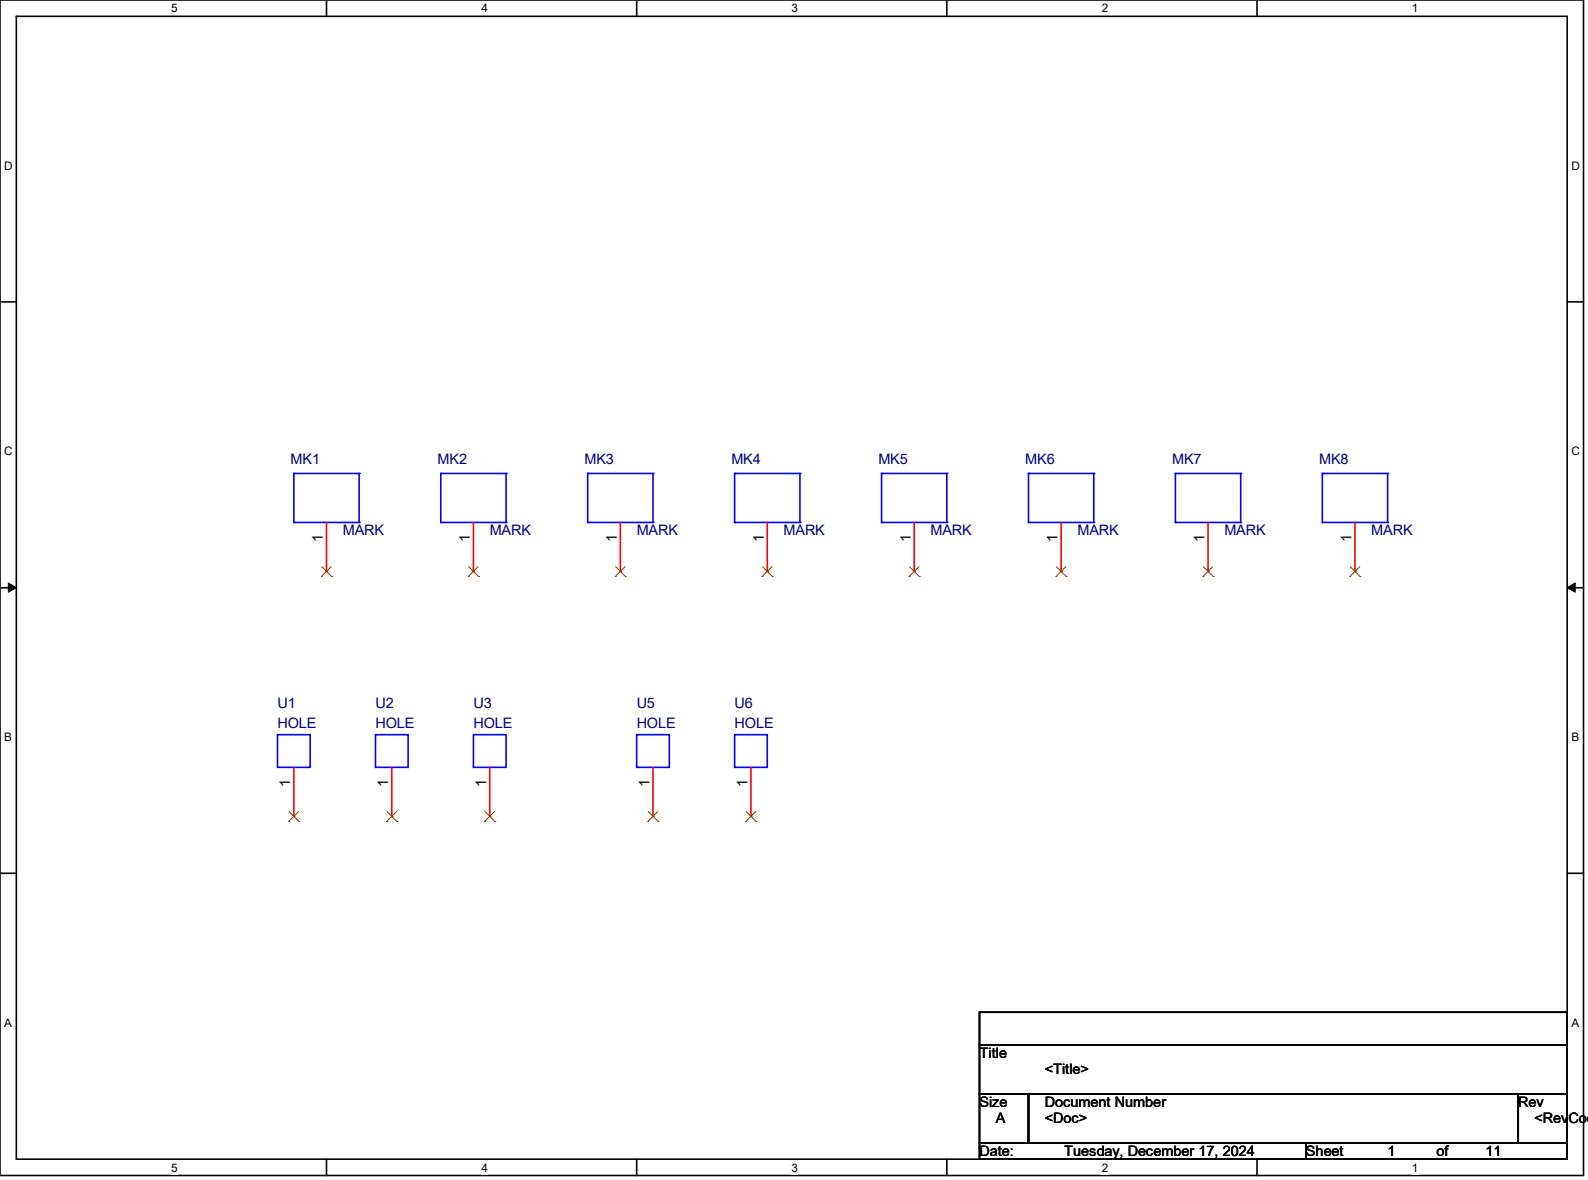 5 4 3 2 1
D D
C C
MK1 MK2 MK3 MK4 MK5 MK6 MK7 MK8
MARK MARK MARK MARK MARK MARK MARK MARK
1 1 1 1 1 1 1 1
U1 U2 U3 U5 U6
HOLE HOLE HOLE HOLE HOLE
B B
1 1 1 1 1
A A
Title
<Title>
Size Document Number Rev
A <Doc> <RevCo
Date: Tuesday, December 17, 2024 Sheet 1 of 11
5 4 3 2 1